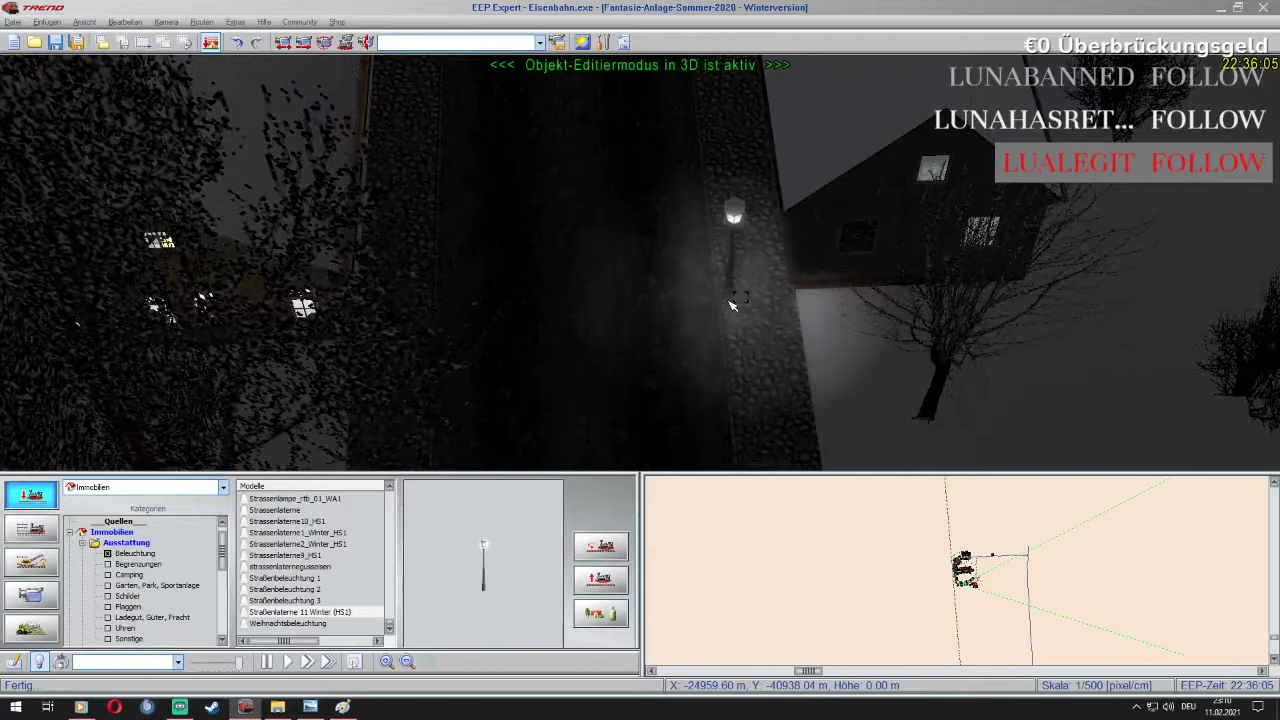 TREND
EEP Expert - Eisenbahn.exe - [Fantasie-Anlage-Sommer-2020 - Winterversion)
Datei Einfügen Ansicht Bearbeiten Kamera Routen Extras Hilfe Community Shop
€0 Überbrückungsgeld
<<< Objekt-Editiermodus in 3D ist aktiv >>>
22:36:05
LUNABANNED FOLLOW
LUNAHASRET... FOLLOW
LUALEGIT FOLLOW
Immobilien
Kategorien
__Quellen__
Immobilien
Ausstattung
Beleuchtung
Begrenzungen
Camping
Garten, Park, Sportanlage
Schilder
Flaggen
Ladegut, Güter, Fracht
Uhren
Sonstige
Modelle
Strassenlampe_rtb_01_WA1
Strassenlaterne
Strassenlaterne10_HS1
Strassenlaterne1_Winter_HS1
Strassenlaterne2_Winter_HS1
Strassenlaterne9_HS1
strassenlaternegusseisen
Straßenbeleuchtung 1
Straßenbeleuchtung 2
Straßenbeleuchtung 3
Straßenlaterne 11 Winter (HS1)
Weihnachtsbeleuchtung
Fertig.
X: -24959.60 m, Y: -40938.04 m, Höhe: 0.00 m
Skala: 1/500 [pixel/cm]
EEP-Zeit: 22:36:05
DEU
23:10
11.02.2021